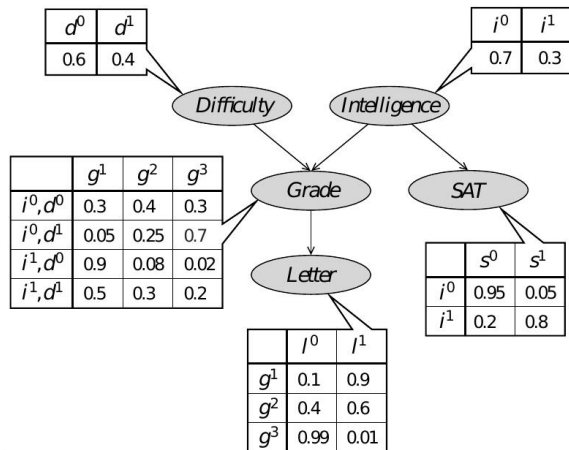 d⁰ d¹
0.6 0.4
i⁰ i¹
0.7 0.3
Difficulty
Intelligence
g¹ g² g³
i⁰,d⁰ 0.3 0.4 0.3
i⁰,d¹ 0.05 0.25 0.7
i¹,d⁰ 0.9 0.08 0.02
i¹,d¹ 0.5 0.3 0.2
Grade
SAT
Letter
s⁰ s¹
i⁰ 0.95 0.05
i¹ 0.2 0.8
l⁰ l¹
g¹ 0.1 0.9
g² 0.4 0.6
g³ 0.99 0.01